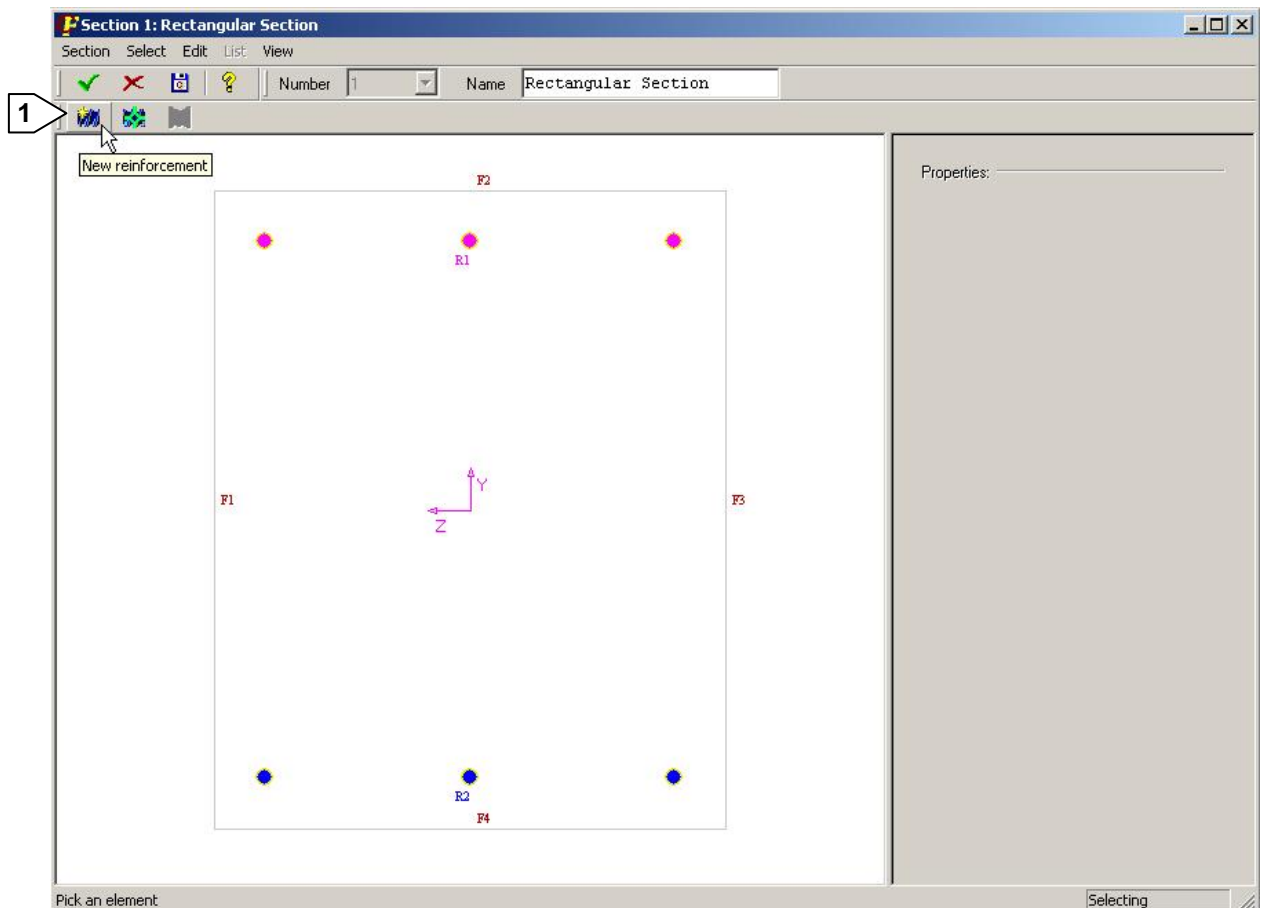 Section 1: Rectangular Section
Section Select Edit List View
Number 1 Name Rectangular Section
1
New reinforcement
Properties:
F2
R1
Y
F1
F3
Z
R2
F4
Pick an element
Selecting